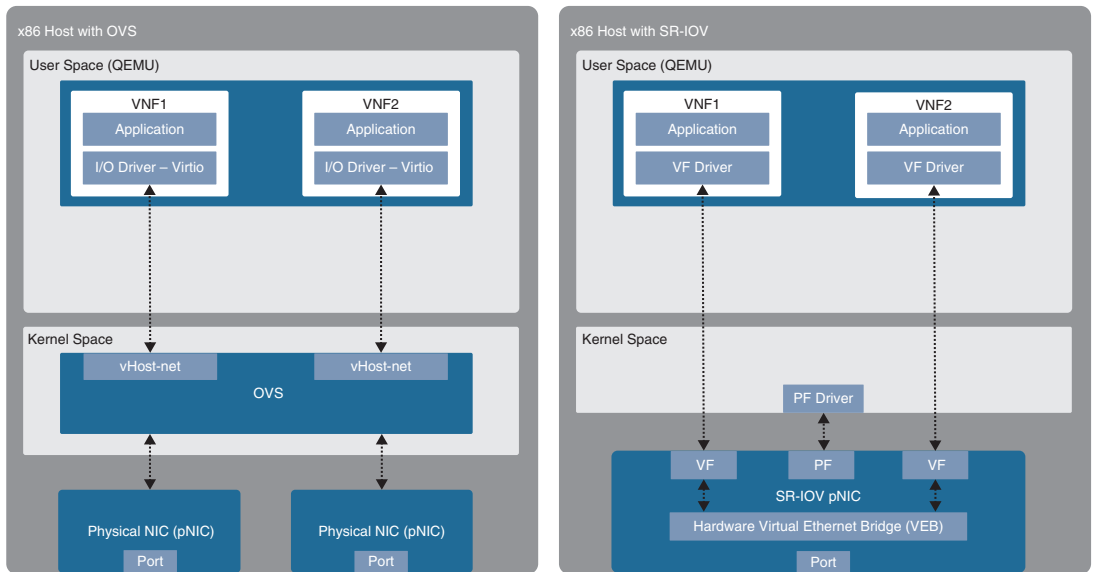 x86 Host with OVS
User Space (QEMU)
VNF1
Application
I/O Driver – Virtio
VNF2
Application
I/O Driver – Virtio
Kernel Space
vHost-net
vHost-net
OVS
Physical NIC (pNIC)
Port
Physical NIC (pNIC)
Port
x86 Host with SR-IOV
User Space (QEMU)
VNF1
Application
VF Driver
VNF2
Application
VF Driver
Kernel Space
PF Driver
VF
PF
VF
SR-IOV pNIC
Hardware Virtual Ethernet Bridge (VEB)
Port